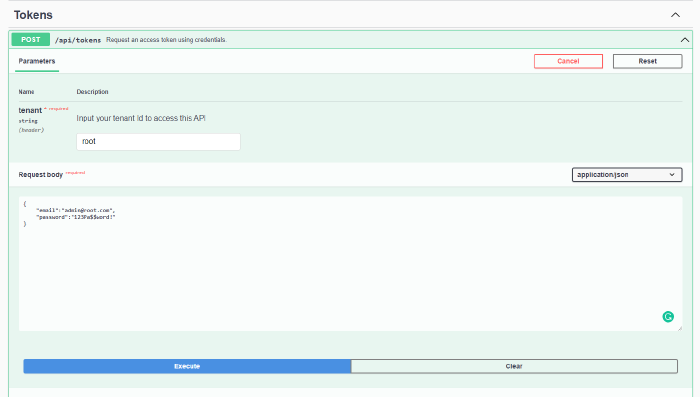 Tokens
POST /api/tokens Request an access token using credentials.
Parameters Cancel Reset
Name Description
tenant * required
string
(header)
Input your tenant id to access this API
root
Request body required application/json
{
"email":"admin@root.com",
"password":"123Pa$$word!"
}
Execute Clear